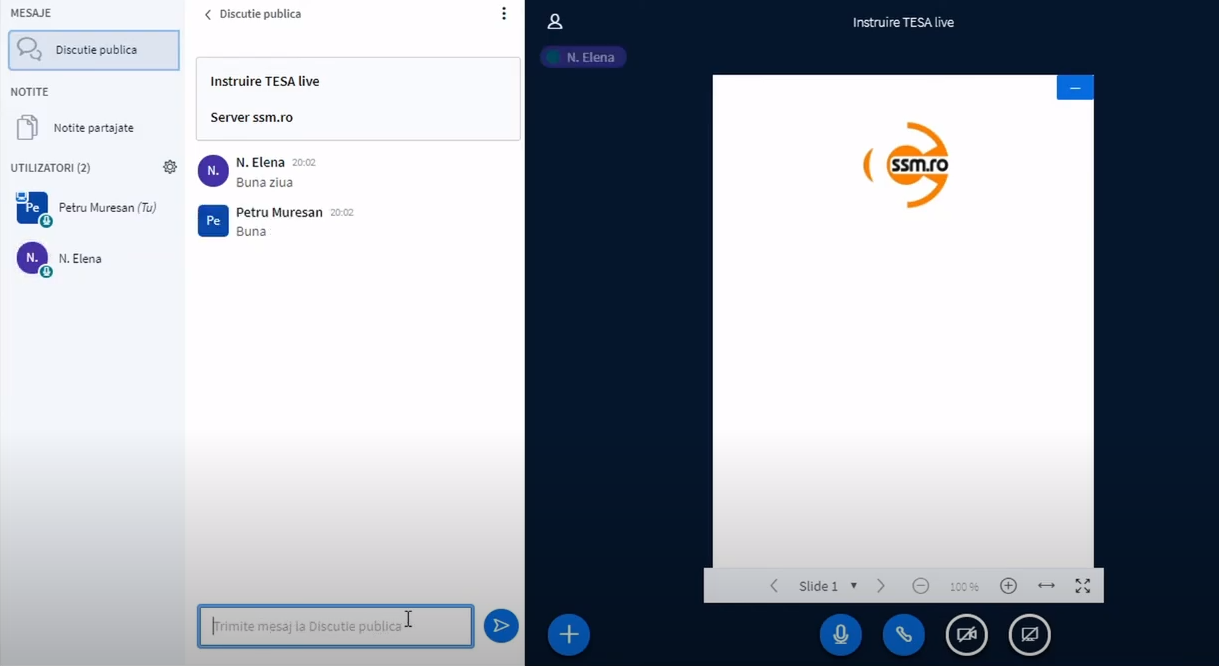 MESAJE
Discutie publica
NOTITE
Notite partajate
UTILIZATORI (2)
Pe
Petru Muresan (Tu)
N.
N. Elena
Discutie publica
Instruire TESA live
Server ssm.ro
N.
N. Elena 20:02
Buna ziua
Pe
Petru Muresan 20:02
Buna
Trimite mesaj la Discutie publica
Instruire TESA live
N. Elena
ssm.ro
Slide 1
100 %